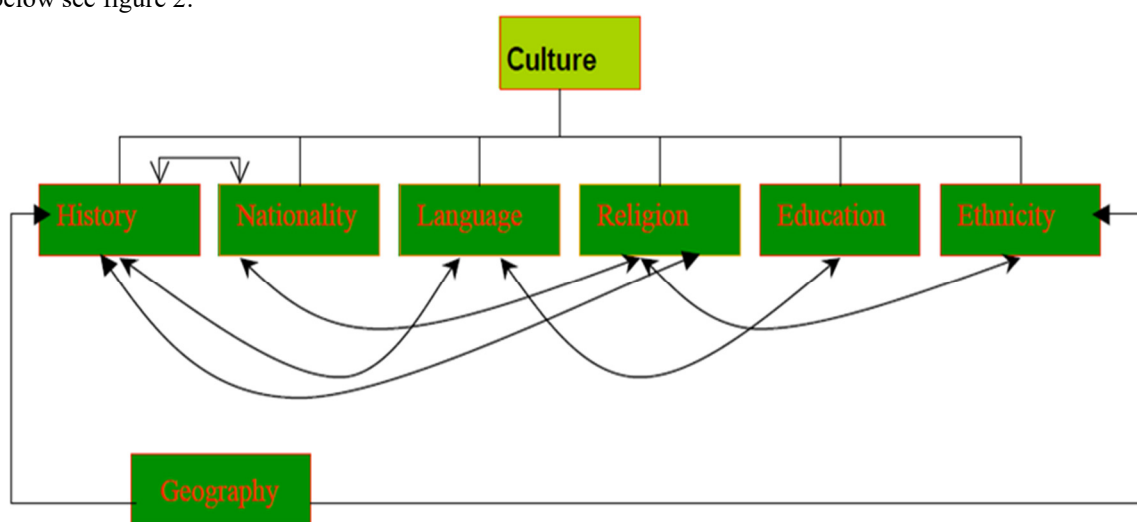 below see figure 2.
Culture
History
Nationality
Language
Religion
Education
Ethnicity
Geography